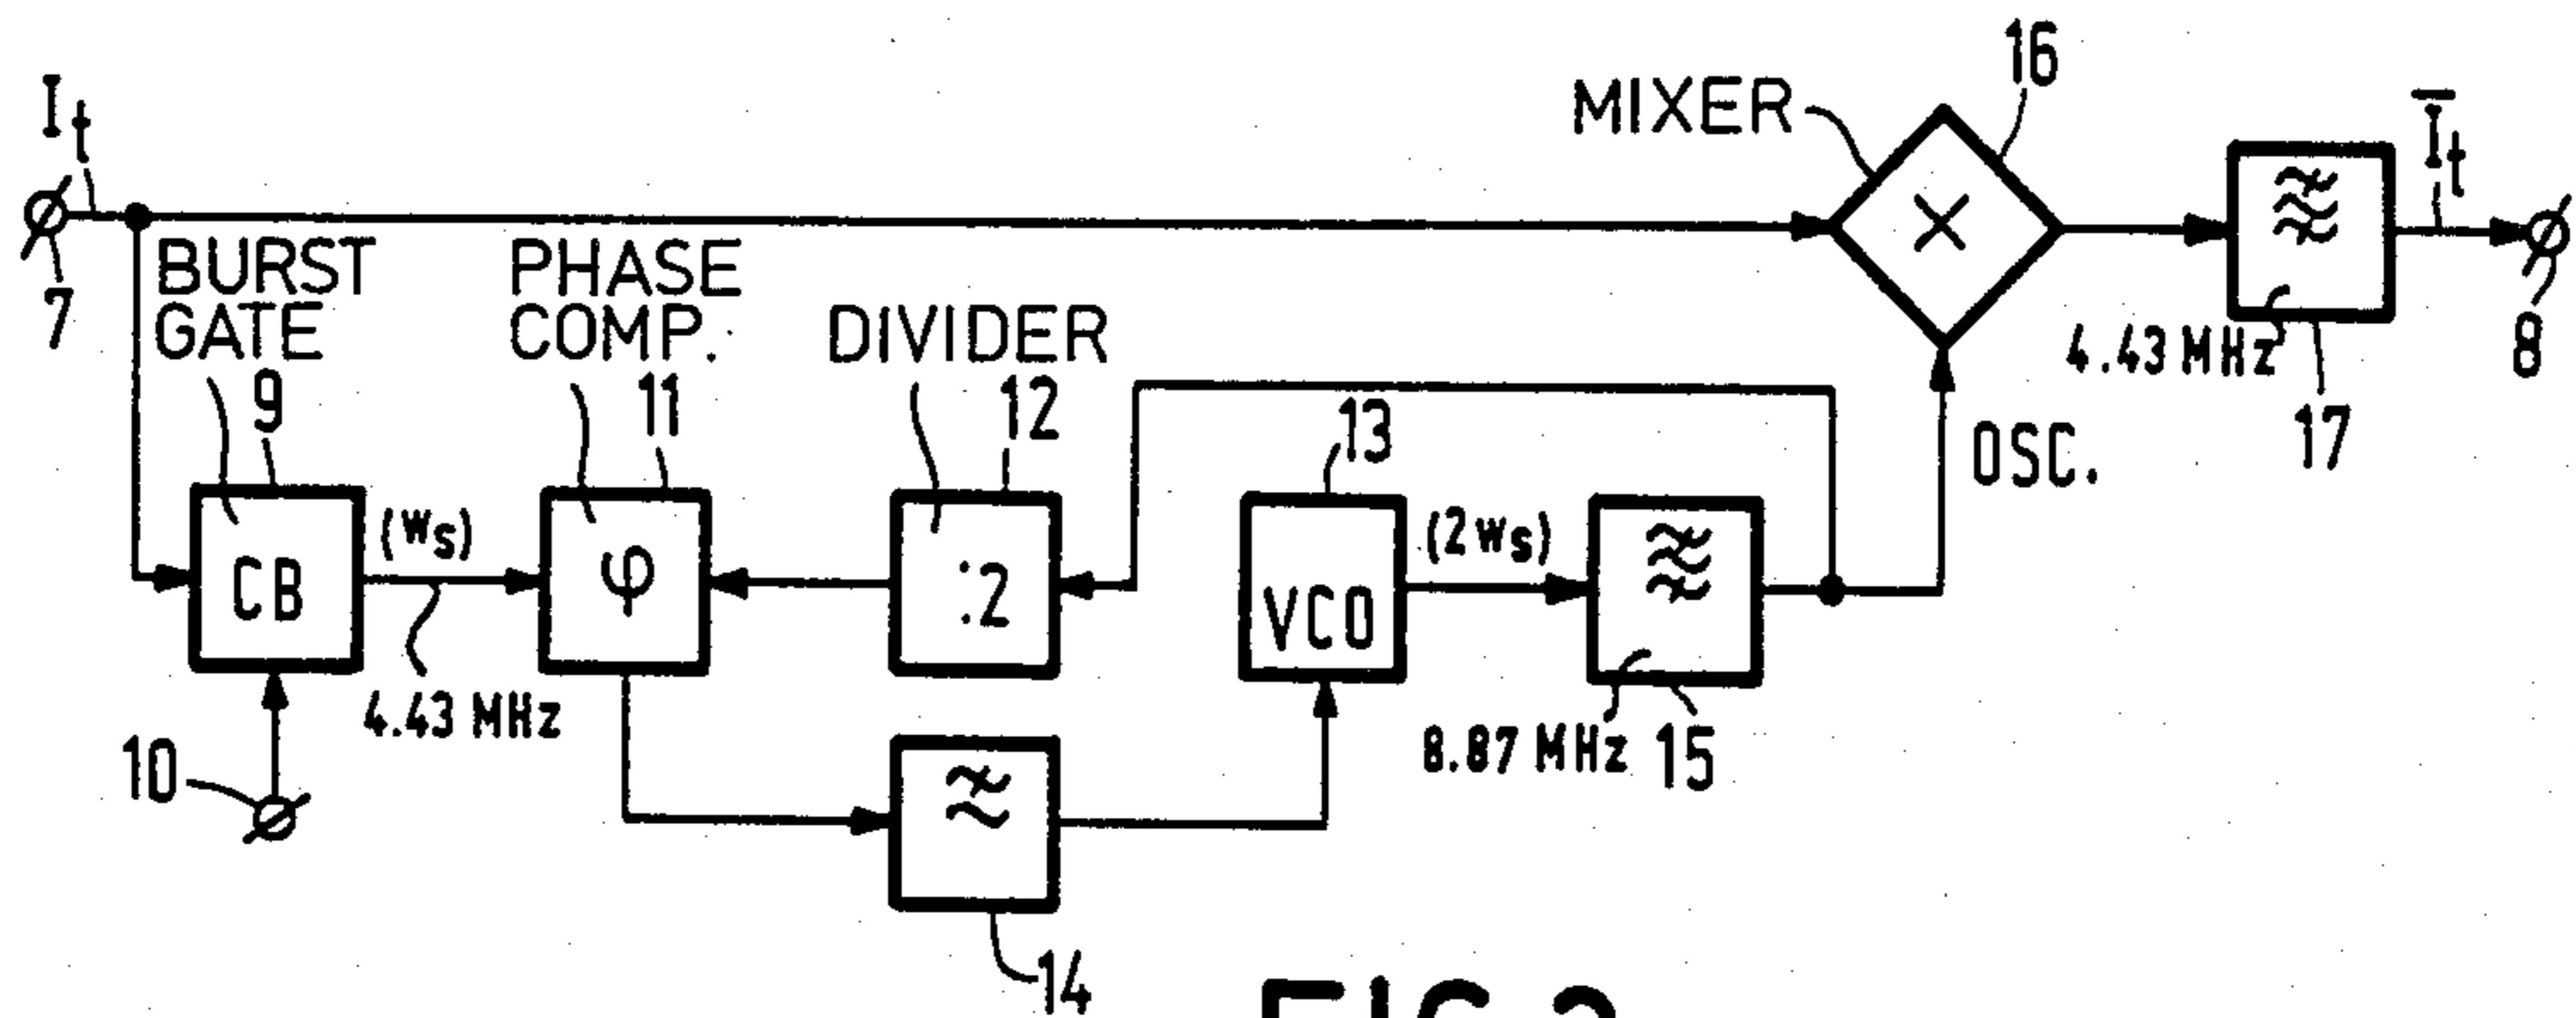 It
7
BURST
GATE
9
CB
10
(ws)
4.43 MHz
PHASE
COMP.
11
φ
DIVIDER
12
:2
14
13
VCO
(2ws)
8.87 MHz
15
OSC.
MIXER
16
×
4.43 MHz
17
Īt
8